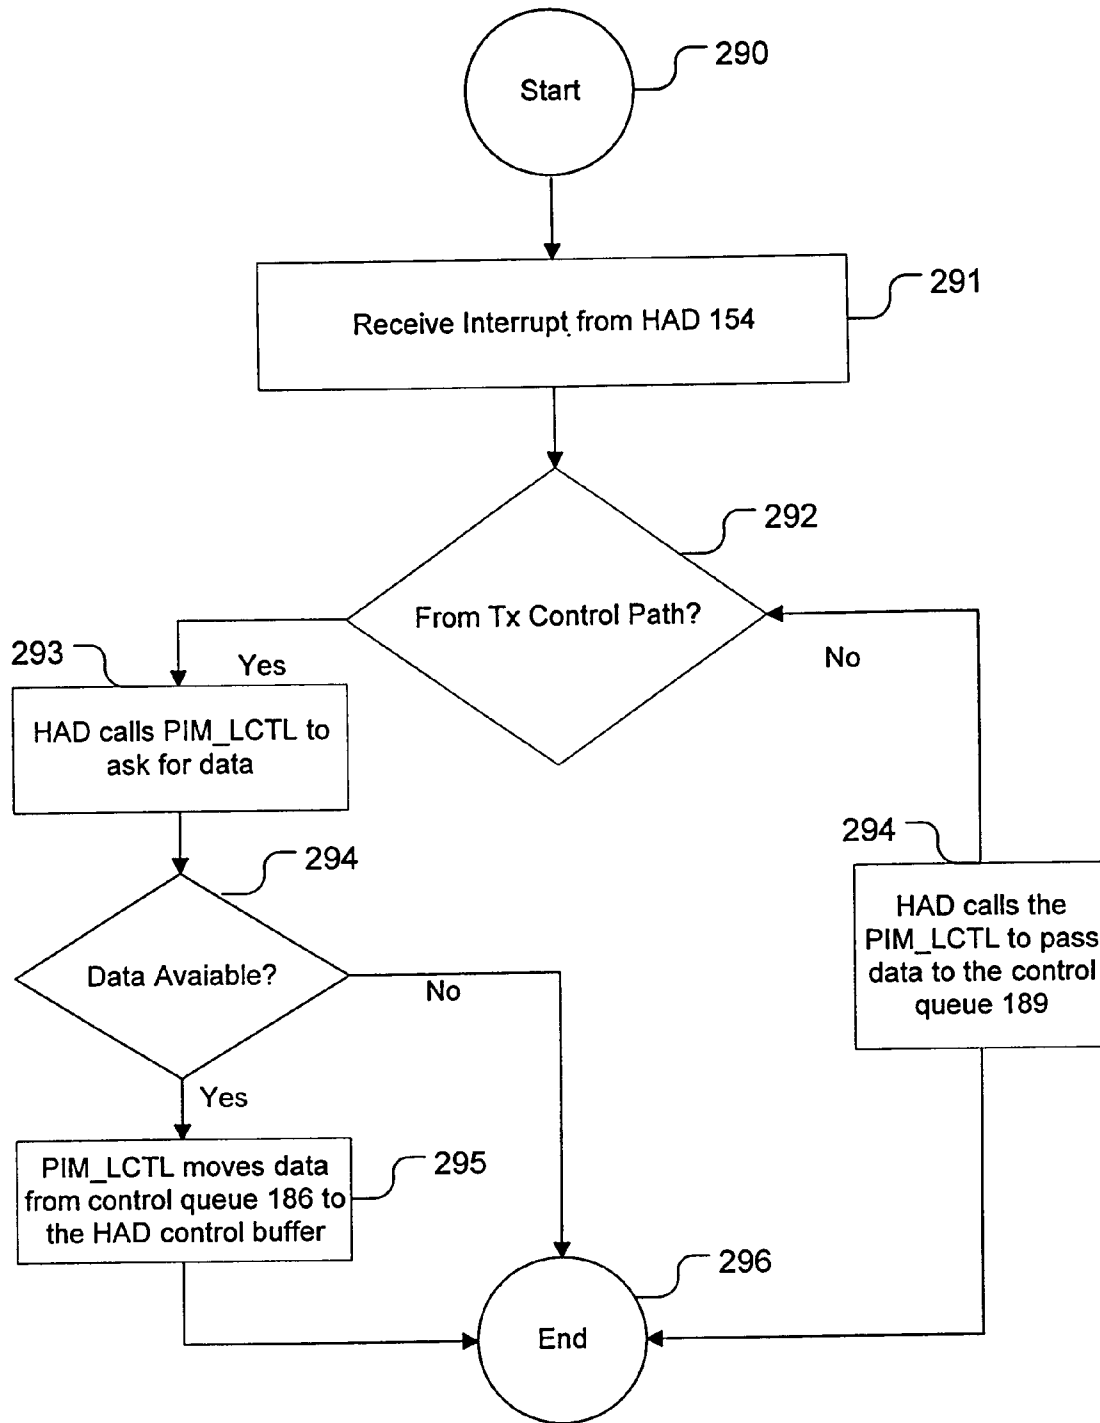 290
Start
291
Receive Interrupt from HAD 154
292
From Tx Control Path?
293
Yes
No
HAD calls PIM_LCTL to
ask for data
294
294
HAD calls the
PIM_LCTL to pass
data to the control
queue 189
Data Avaiable?
No
Yes
PIM_LCTL moves data
from control queue 186 to
the HAD control buffer
295
296
End